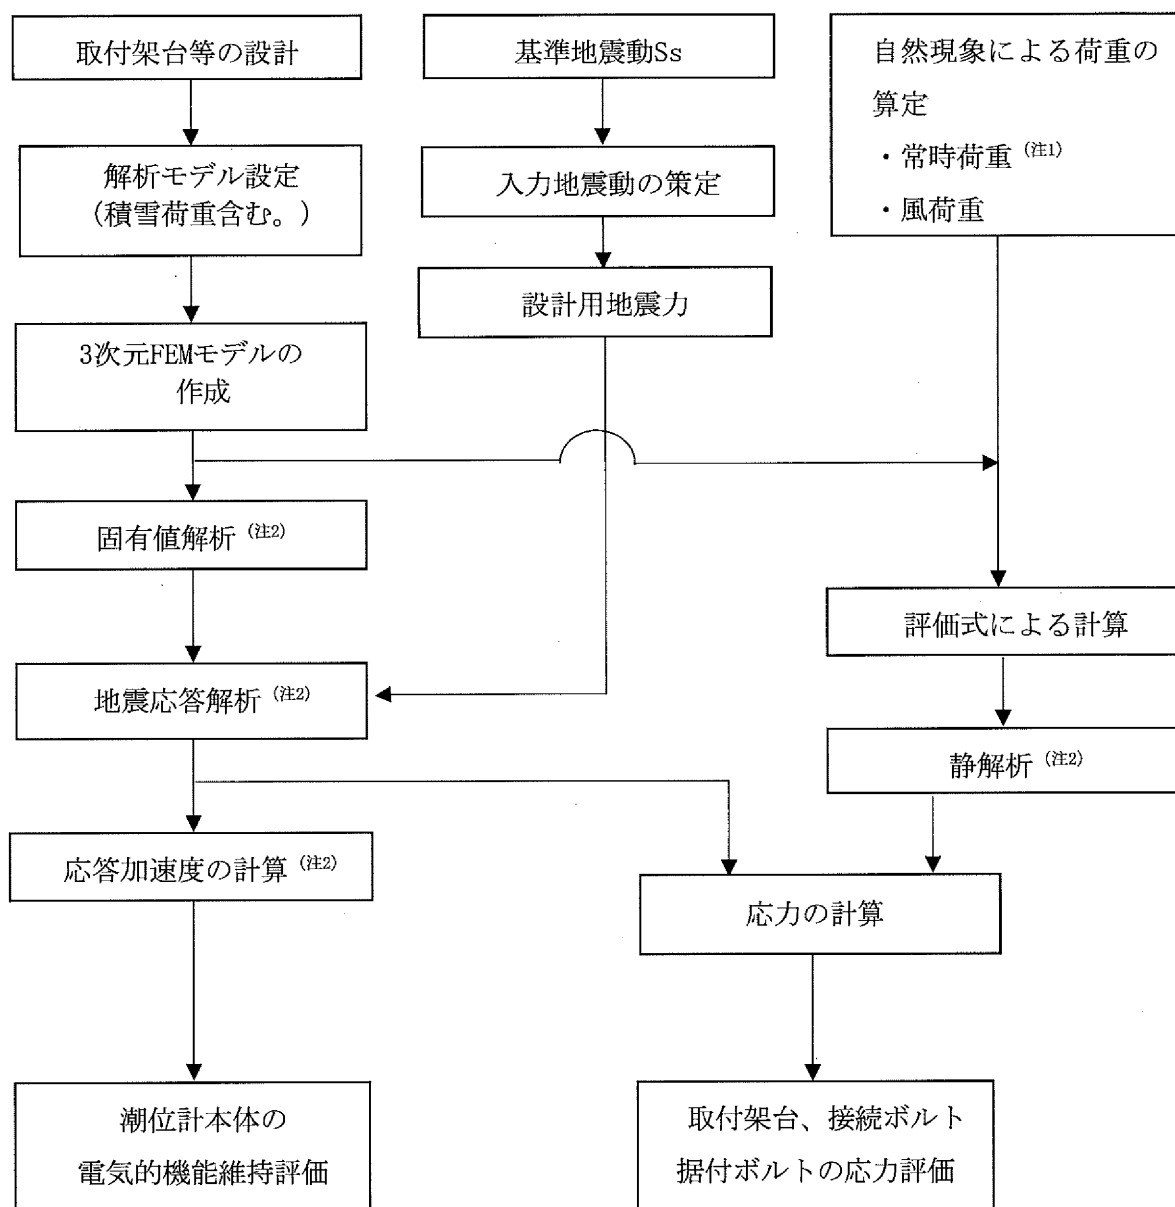 取付架台等の設計
基準地震動Ss
自然現象による荷重の
算定
・常時荷重(注1)
・風荷重
解析モデル設定
(積雪荷重含む。)
入力地震動の策定
設計用地震力
3次元FEMモデルの
作成
固有値解析(注2)
評価式による計算
地震応答解析(注2)
静解析(注2)
応答加速度の計算(注2)
応力の計算
潮位計本体の
電気的機能維持評価
取付架台、接続ボルト
据付ボルトの応力評価